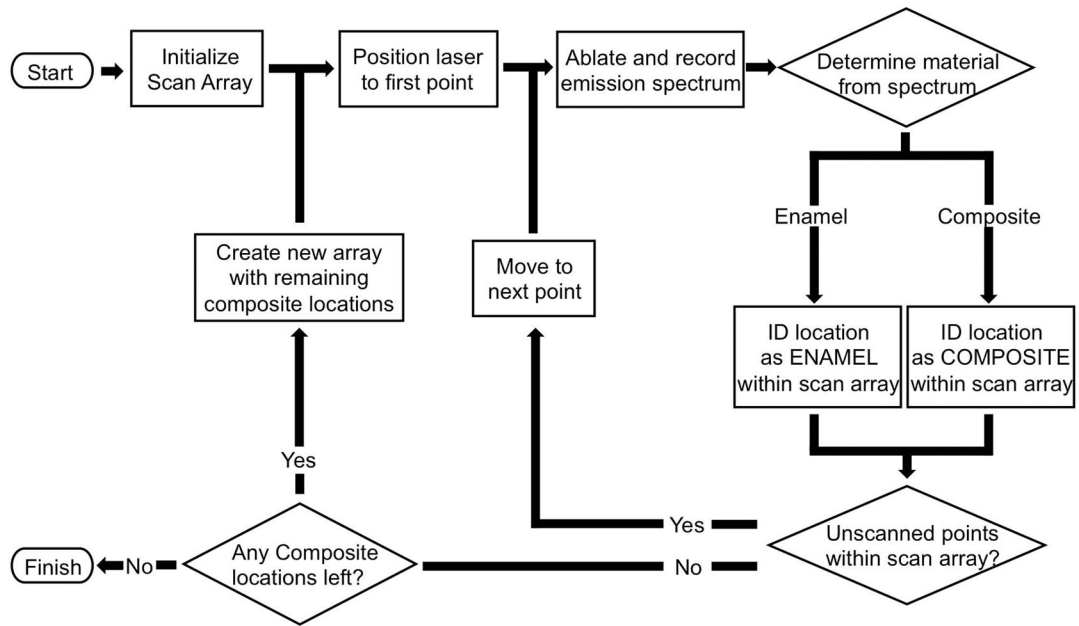 Start
Initialize
Scan Array
Position laser
to first point
Ablate and record
emission spectrum
Determine material
from spectrum
Enamel
Composite
Create new array
with remaining
composite locations
Move to
next point
ID location
as ENAMEL
within scan array
ID location
as COMPOSITE
within scan array
Yes
Yes
Unscanned points
within scan array?
Finish
No
Any Composite
locations left?
No